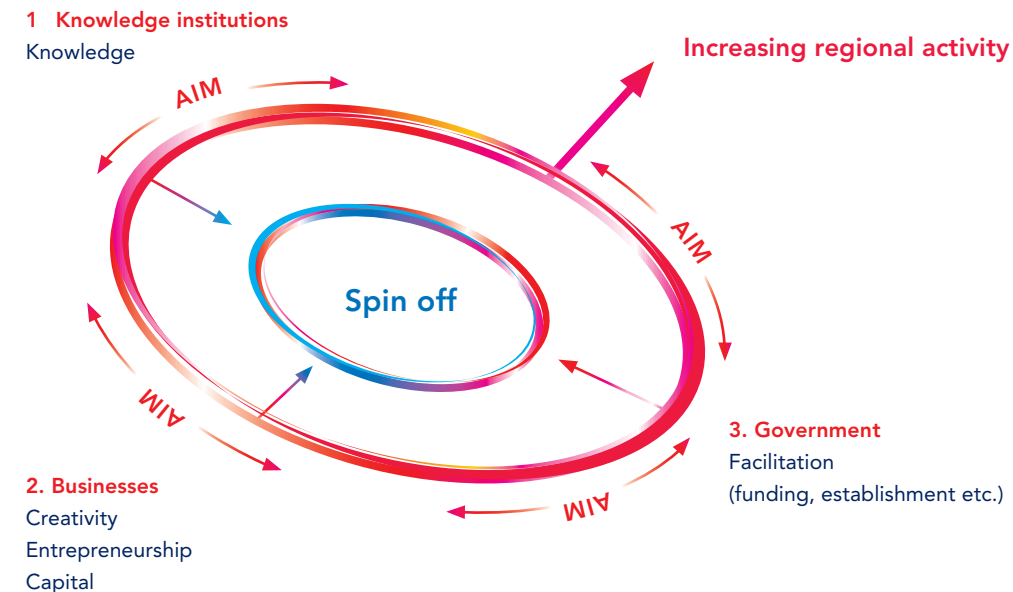 1 Knowledge institutions
Knowledge
Increasing regional activity
AIM
AIM
Spin off
AIM
AIM
2. Businesses
Creativity
Entrepreneurship
Capital
3. Government
Facilitation
(funding, establishment etc.)